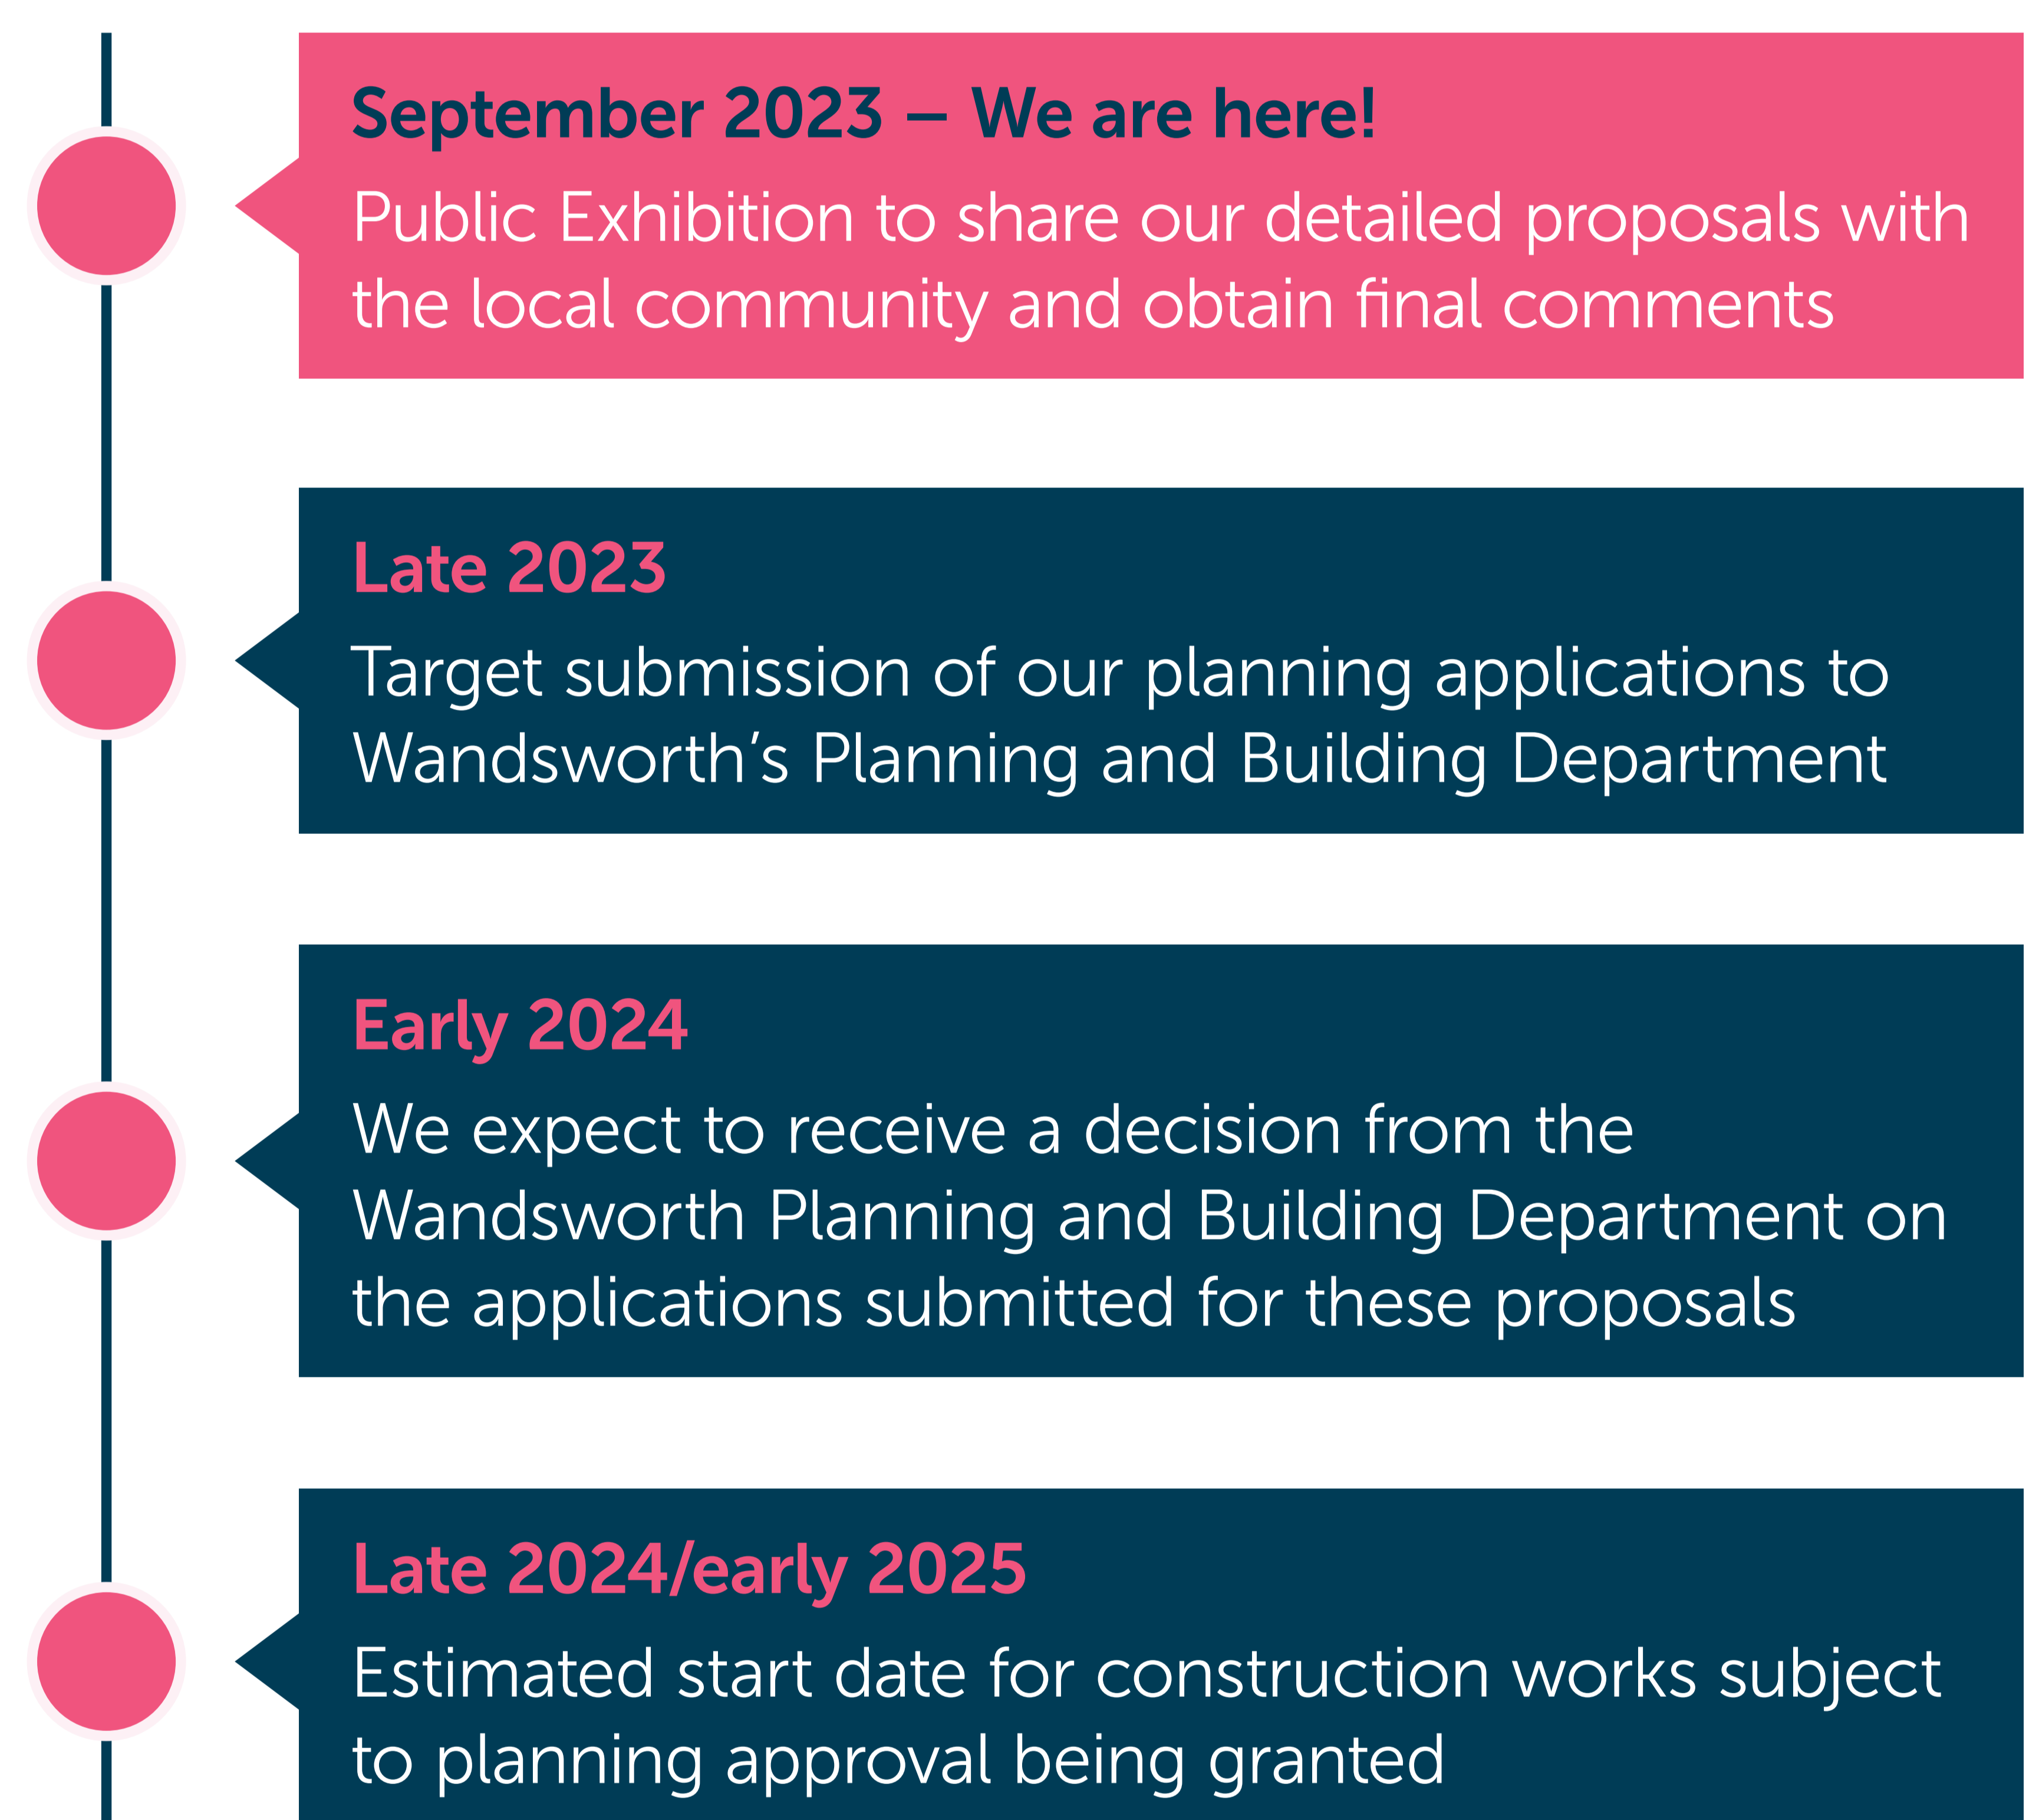 September 2023 – We are here!
Public Exhibition to share our detailed proposals with
the local community and obtain final comments
Late 2023
Target submission of our planning applications to
Wandsworth’s Planning and Building Department
Early 2024
We expect to receive a decision from the
Wandsworth Planning and Building Department on
the applications submitted for these proposals
Late 2024/early 2025
Estimated start date for construction works subject
to planning approval being granted